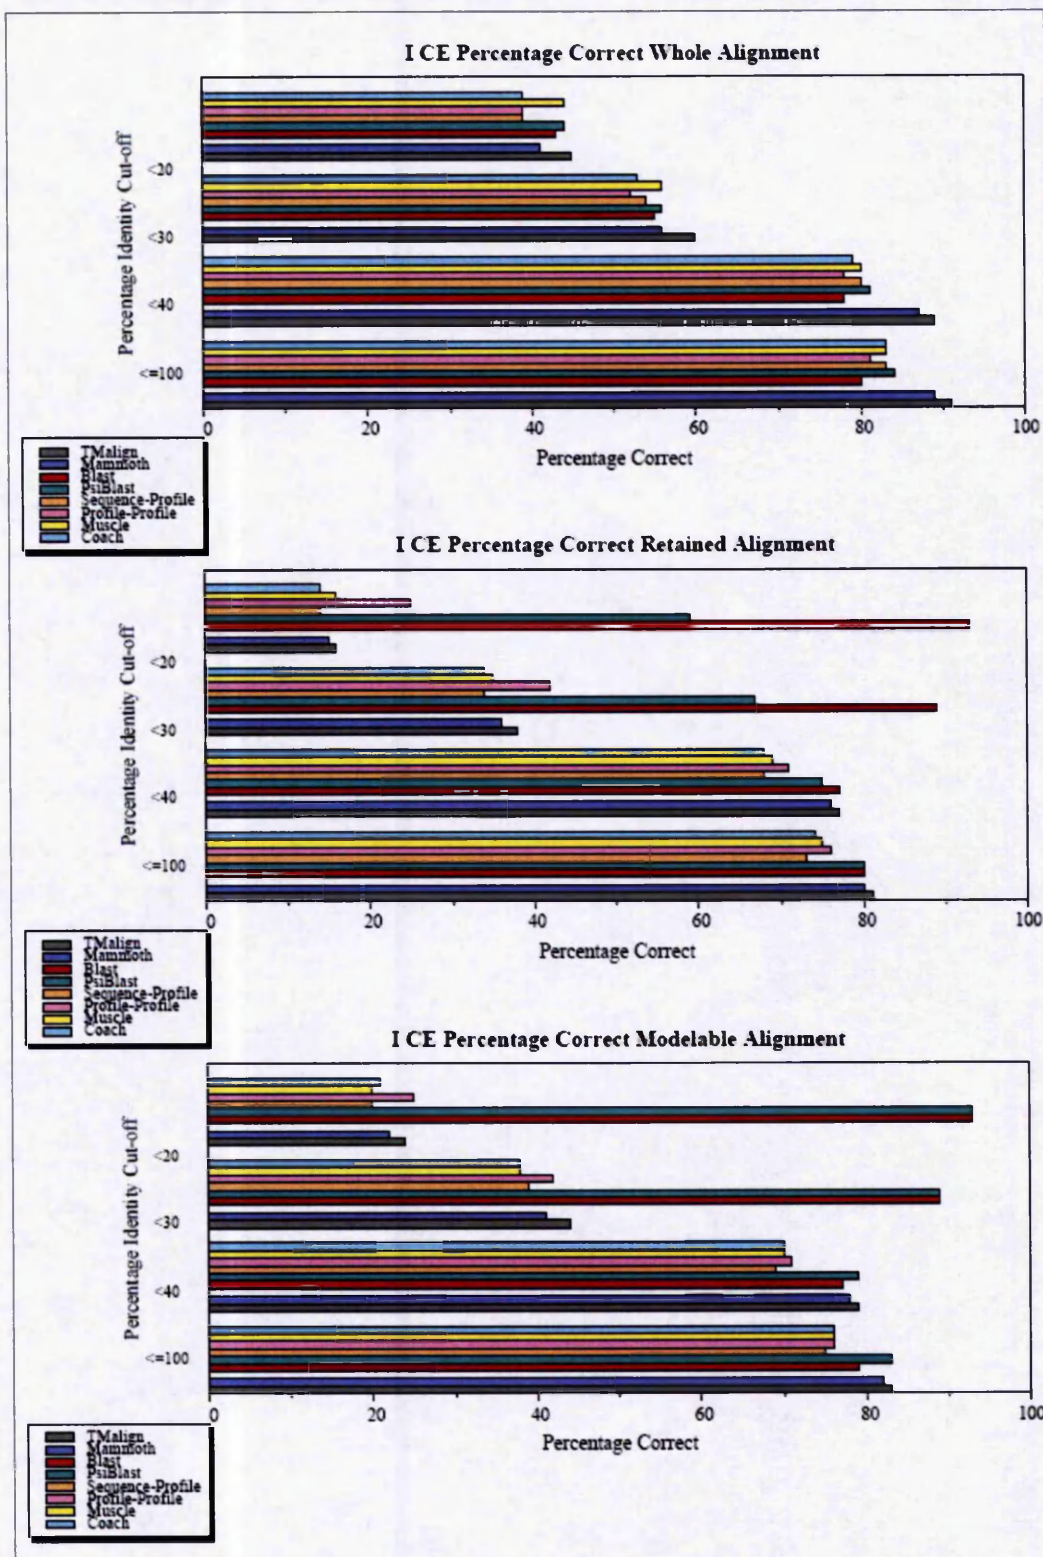 I CE Percentage Correct Whole Alignment
Percentage Identity Cut-off
<20
<30
<40
<=100
0 20 40 60 80 100
Percentage Correct
TMalign
Mammoth
Blast
PsiBlast
Sequence-Profile
Profile-Profile
Muscle
Coach
I CE Percentage Correct Retained Alignment
Percentage Identity Cut-off
<20
<30
<40
<=100
0 20 40 60 80 100
Percentage Correct
TMalign
Mammoth
Blast
PsiBlast
Sequence-Profile
Profile-Profile
Muscle
Coach
I CE Percentage Correct Modelable Alignment
Percentage Identity Cut-off
<20
<30
<40
<=100
0 20 40 60 80 100
Percentage Correct
TMalign
Mammoth
Blast
PsiBlast
Sequence-Profile
Profile-Profile
Muscle
Coach